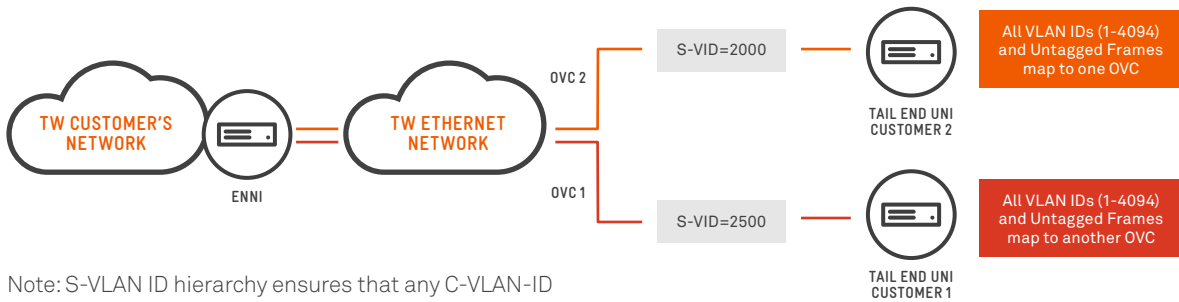 TW CUSTOMER'S
NETWORK
ENNI
TW ETHERNET
NETWORK
OVC 2
OVC 1
S-VID=2000
TAIL END UNI
CUSTOMER 2
All VLAN IDs (1-4094)
and Untagged Frames
map to one OVC
S-VID=2500
TAIL END UNI
CUSTOMER 1
All VLAN IDs (1-4094)
and Untagged Frames
map to another OVC
Note: S-VLAN ID hierarchy ensures that any C-VLAN-ID